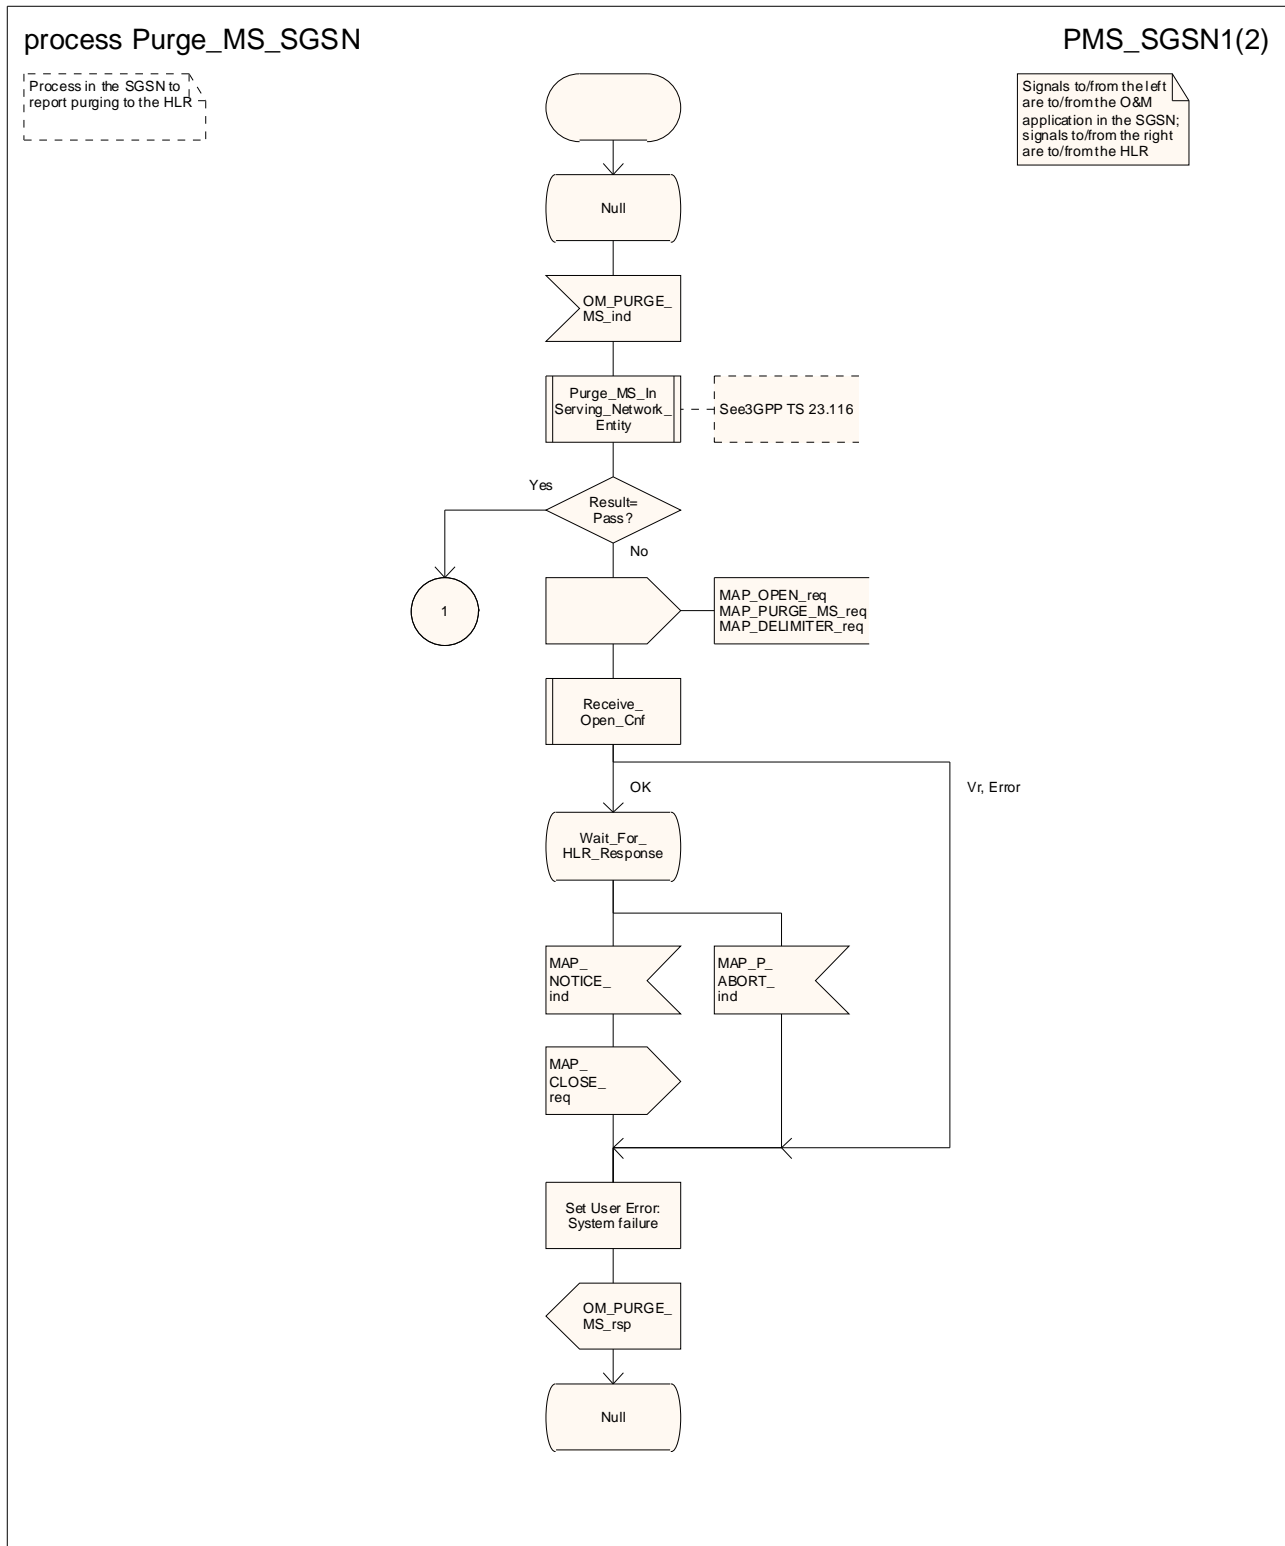 process Purge_MS_SGSN
PMS_SGSN1(2)
Process in the SGSN to
report purging to the HLR
Signals to/from the left
are to/from the O&M
application in the SGSN;
signals to/from the right
are to/from the HLR
Null
OM_PURGE_
MS_ind
Purge_MS_In
Serving_Network_
Entity
See3GPP TS 23.116
Yes
Result=
Pass?
No
1
MAP_OPEN_req
MAP_PURGE_MS_req
MAP_DELIMITER_req
Receive_
Open_Cnf
OK
Vr, Error
Wait_For_
HLR_Response
MAP_
NOTICE_
ind
MAP_P_
ABORT_
ind
MAP_
CLOSE_
req
Set User Error:
System failure
OM_PURGE_
MS_rsp
Null